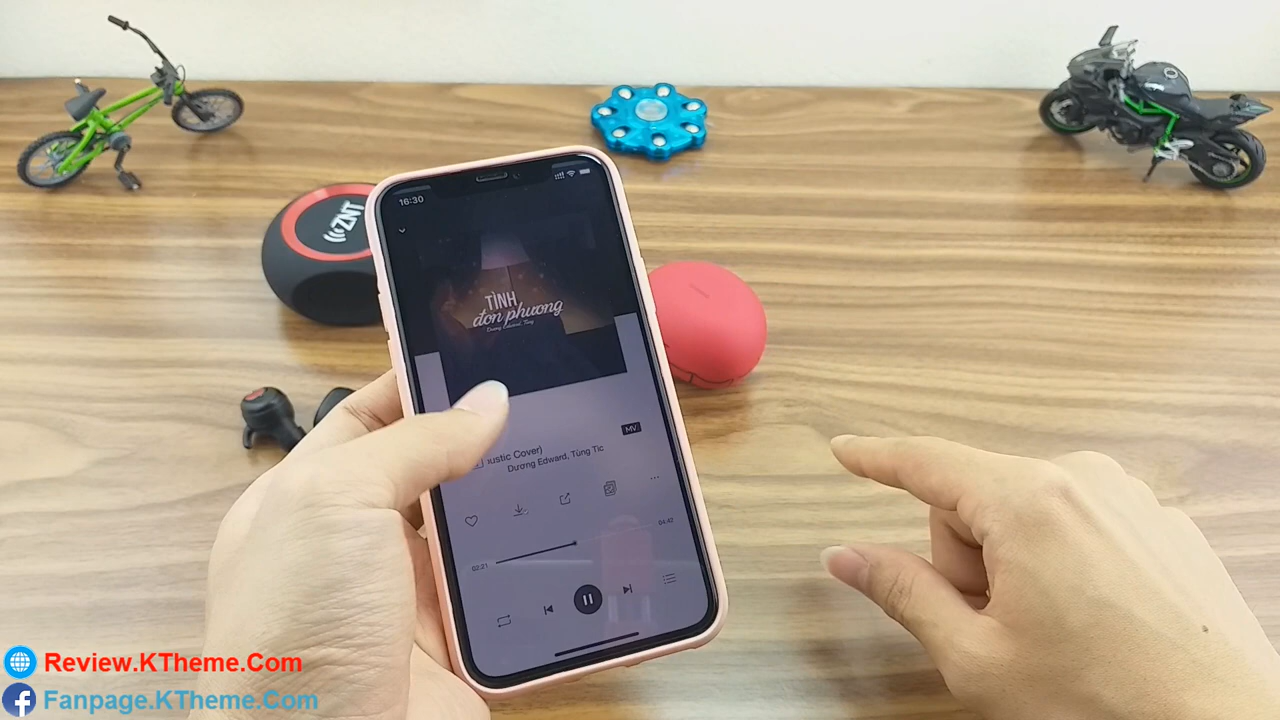 16:30
ZNT
TÌNH
đơn phương
Dương Edward, Tùng
MV
ustic Cover)
Dương Edward, Tùng Tic
04:42
02:21
Review.KTheme.Com
Fanpage.KTheme.Com